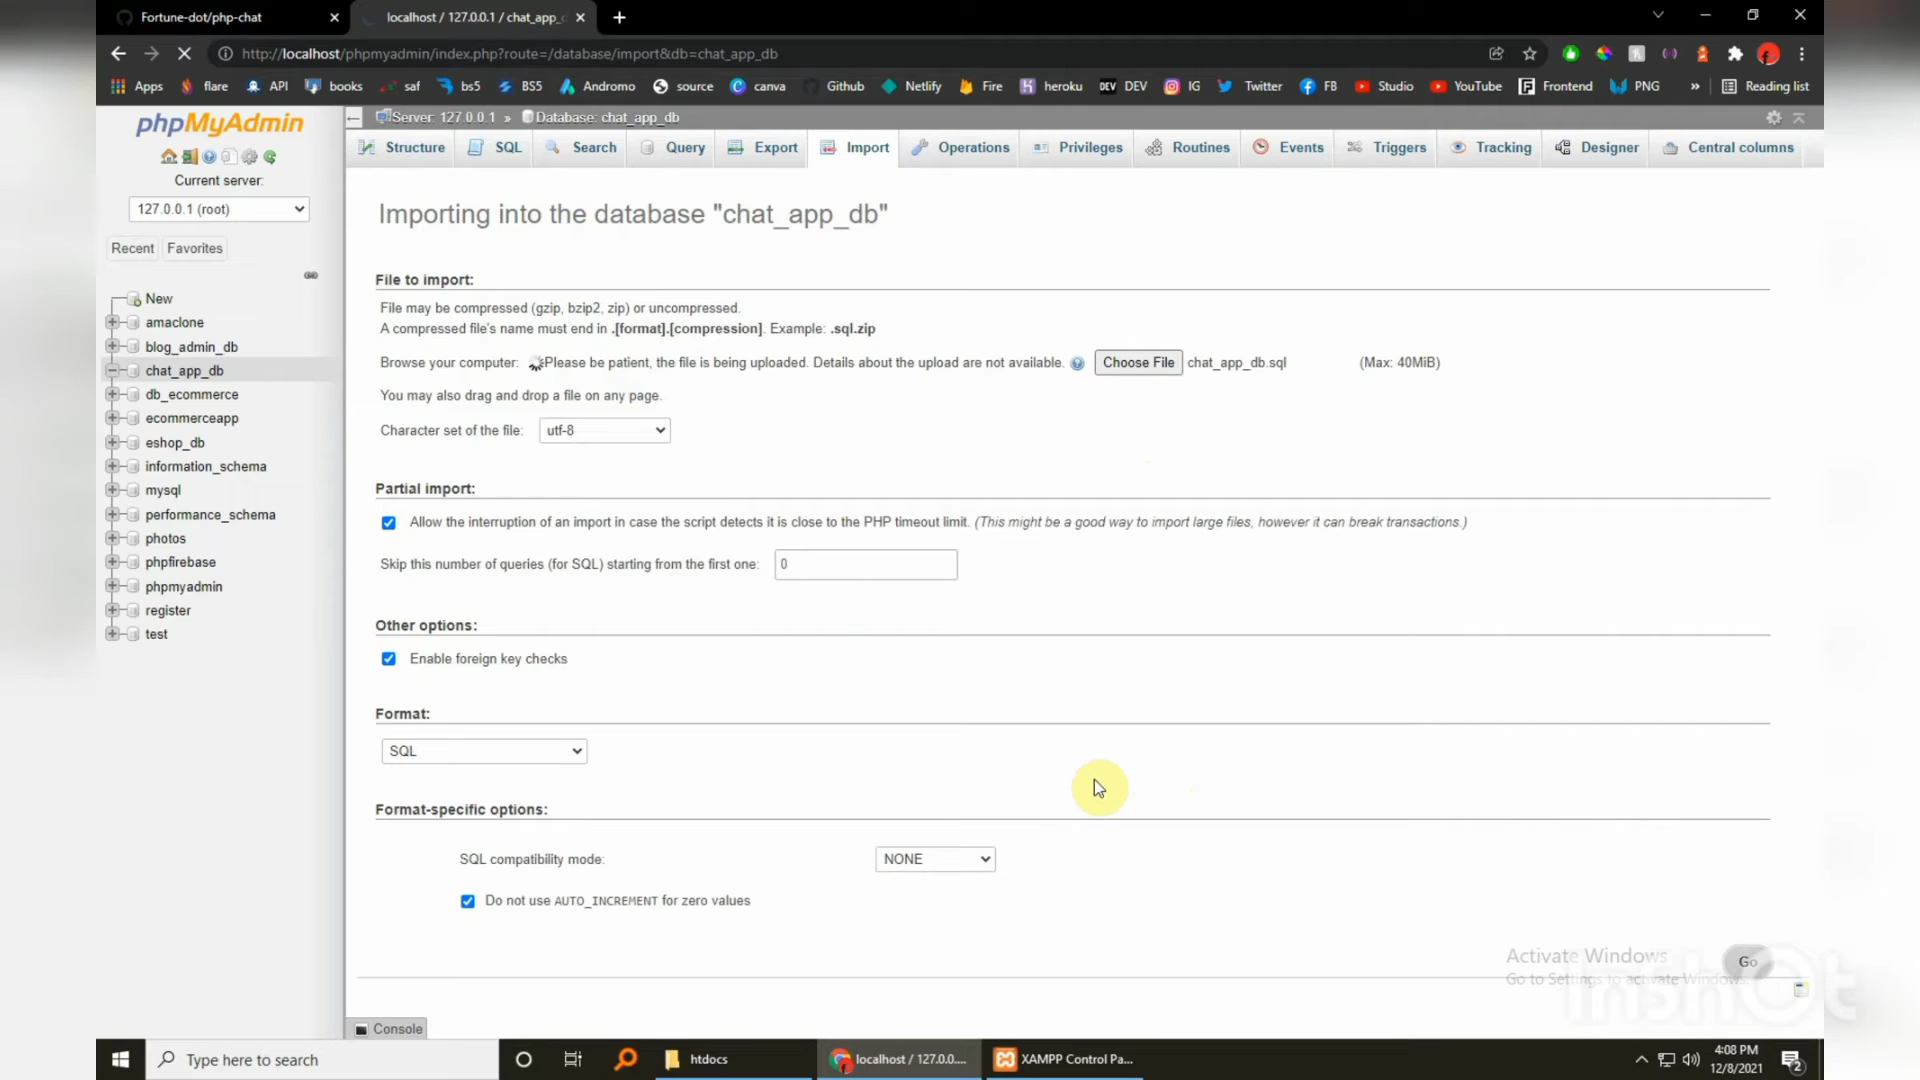 Fortune-dot/php-chat
localhost / 127.0.0.1 / chat_app_d
http://localhost/phpmyadmin/index.php?route=/database/import&db=chat_app_db
Apps flare API books saf bs5 BS5 Andromo source canva Github Netlify Fire heroku DEV DEV IG Twitter FB Studio YouTube Frontend PNG » Reading list
phpMyAdmin
Current server:
127.0.0.1 (root)
Recent Favorites
New
amaclone
blog_admin_db
chat_app_db
db_ecommerce
ecommerceapp
eshop_db
information_schema
mysql
performance_schema
photos
phpfirebase
phpmyadmin
register
test
Server: 127.0.0.1 » Database: chat_app_db
Structure SQL Search Query Export Import Operations Privileges Routines Events Triggers Tracking Designer Central columns
Importing into the database "chat_app_db"
File to import:
File may be compressed (gzip, bzip2, zip) or uncompressed.
A compressed file's name must end in .[format].[compression]. Example: .sql.zip
Browse your computer: Please be patient, the file is being uploaded. Details about the upload are not available. Choose File chat_app_db.sql (Max: 40MiB)
You may also drag and drop a file on any page.
Character set of the file: utf-8
Partial import:
Allow the interruption of an import in case the script detects it is close to the PHP timeout limit. (This might be a good way to import large files, however it can break transactions.)
Skip this number of queries (for SQL) starting from the first one: 0
Other options:
Enable foreign key checks
Format:
SQL
Format-specific options:
SQL compatibility mode: NONE
Do not use AUTO_INCREMENT for zero values
Activate Windows
Go to Settings to activate Windows.
Go
InShOt
Console
Type here to search
htdocs
localhost / 127.0.0....
XAMPP Control Pa...
4:08 PM
12/8/2021
2